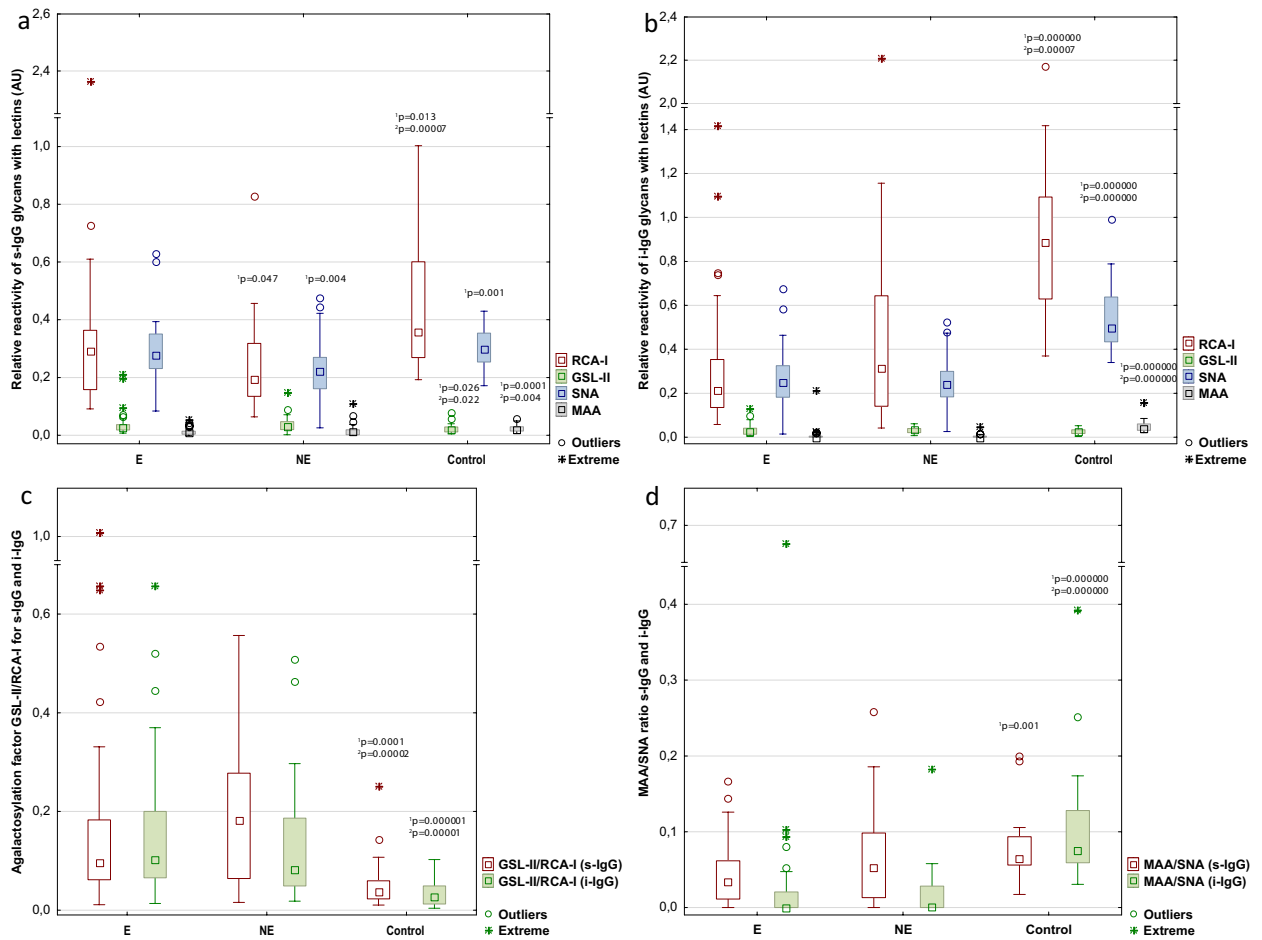 a
Relative reactivity of s-IgG glycans with lectins (AU)
2,6
2,4
1,0
0,8
0,6
0,4
0,2
0,0
¹p=0.047
¹p=0.004
¹p=0.013
²p=0.00007
¹p=0.001
¹p=0.026
²p=0.022
¹p=0.0001
²p=0.004
E
NE
Control
RCA-I
GSL-II
SNA
MAA
Outliers
Extreme
b
Relative reactivity of i-IgG glycans with lectins (AU)
2,4
2,2
2,0
1,4
1,2
1,0
0,8
0,6
0,4
0,2
0,0
¹p=0.000000
²p=0.00007
¹p=0.000000
²p=0.000000
¹p=0.000000
²p=0.000000
E
NE
Control
RCA-I
GSL-II
SNA
MAA
Outliers
Extreme
c
Agalactosylation factor GSL-II/RCA-I for s-IgG and i-IgG
1,0
0,6
0,4
0,2
0,0
¹p=0.0001
²p=0.00002
¹p=0.000001
²p=0.00001
E
NE
Control
GSL-II/RCA-I (s-IgG)
GSL-II/RCA-I (i-IgG)
Outliers
Extreme
d
MAA/SNA ratio s-IgG and i-IgG
0,7
0,4
0,3
0,2
0,1
0,0
¹p=0.001
¹p=0.000000
²p=0.000000
E
NE
Control
MAA/SNA (s-IgG)
MAA/SNA (i-IgG)
Outliers
Extreme